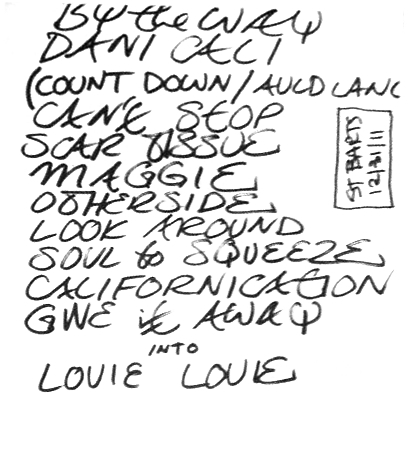 By the WAY
DANI CALI
(COUNT DOWN / AULD LANG
CAN'T STOP
SCAR TISSUE
MAGGIE
OTHERSIDE
LOOK AROUND
SOUL to SQUEEZE
CALIFORNICATION
GIVE it AWAY
INTO
LOUIE LOUIE
ST BARTS
12/31/11